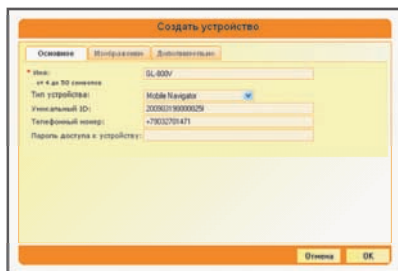 Создать устройство
Основное Изображение Дополнительно
* Имя: GL-800V
от 4 до 50 символов
Тип устройства: Mobile Navigator
Уникальный ID:
Телефонный номер: +79032701471
Пароль доступа к устройству:
Отмена OK